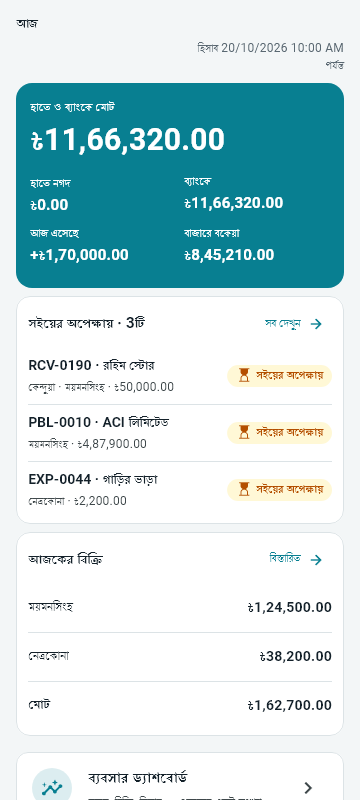 আজ
হিসাব 20/10/2026 10:00 AM
পর্যন্ত
হাতে ও ব্যাংকে মোট
৳11,66,320.00
হাতে নগদ
ব্যাংকে
৳0.00
৳11,66,320.00
আজ এসেছে
বাজারে বকেয়া
+৳1,70,000.00
৳8,45,210.00
সইয়ের অপেক্ষায় · 3টি
সব দেখুন →
RCV-0190 · রহিম স্টোর
কেন্দুয়া · ময়মনসিংহ · ৳50,000.00
সইয়ের অপেক্ষায়
PBL-0010 · ACI লিমিটেড
ময়মনসিংহ · ৳4,87,900.00
সইয়ের অপেক্ষায়
EXP-0044 · গাড়ির ভাড়া
নেত্রকোনা · ৳2,200.00
সইয়ের অপেক্ষায়
আজকের বিক্রি
বিস্তারিত →
ময়মনসিংহ ৳1,24,500.00
নেত্রকোনা ৳38,200.00
মোট ৳1,62,700.00
ব্যবসার ড্যাশবোর্ড